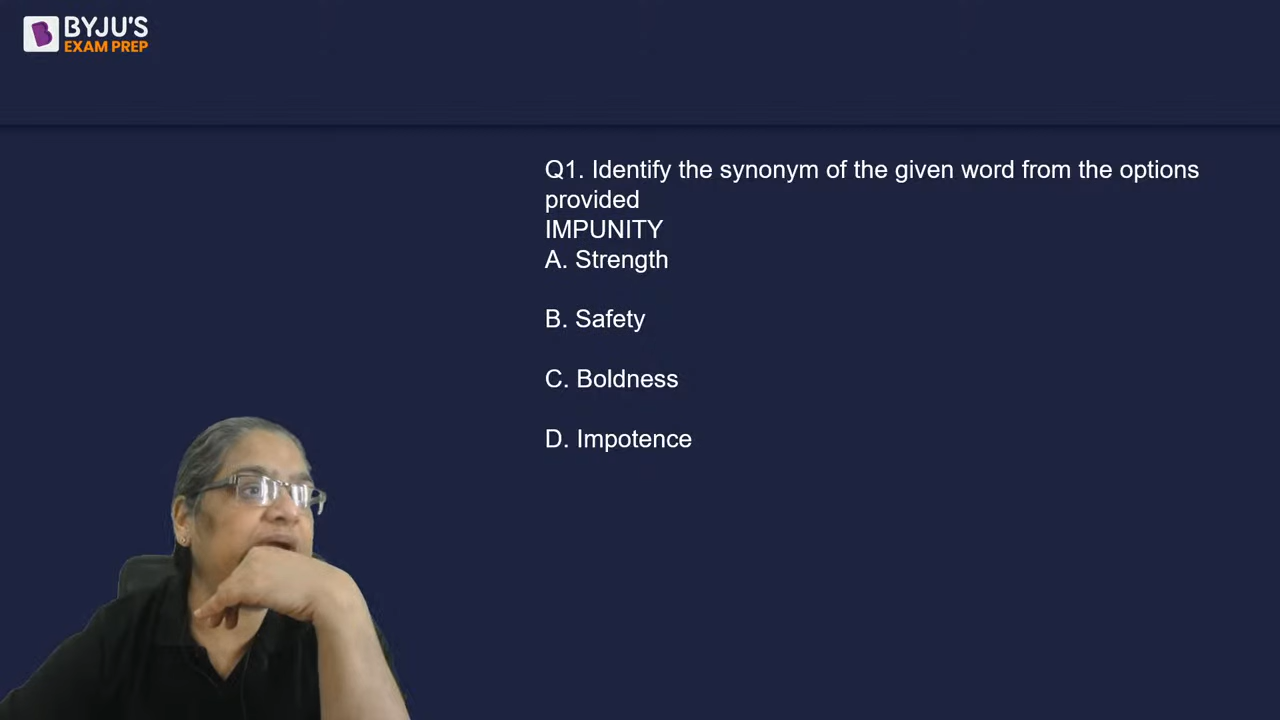 BYJU'S
EXAM PREP
Q1. Identify the synonym of the given word from the options
provided
IMPUNITY
A. Strength
B. Safety
C. Boldness
D. Impotence